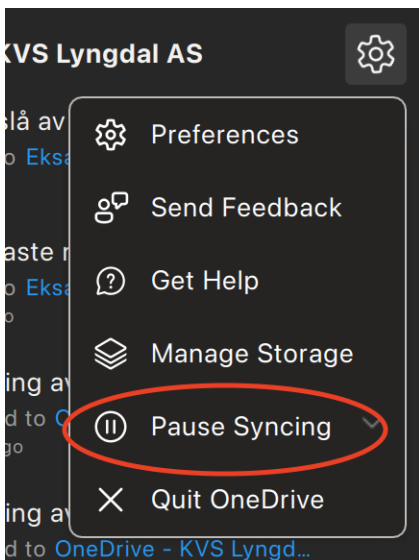 KVS Lyngdal AS
slå av
Preferences
o Eksa
Send Feedback
aste
o Eksa
Get Help
o
Manage Storage
ing av
d to
Pause Syncing
go
Quit OneDrive
ing av
d to OneDrive - KVS Lyngd...